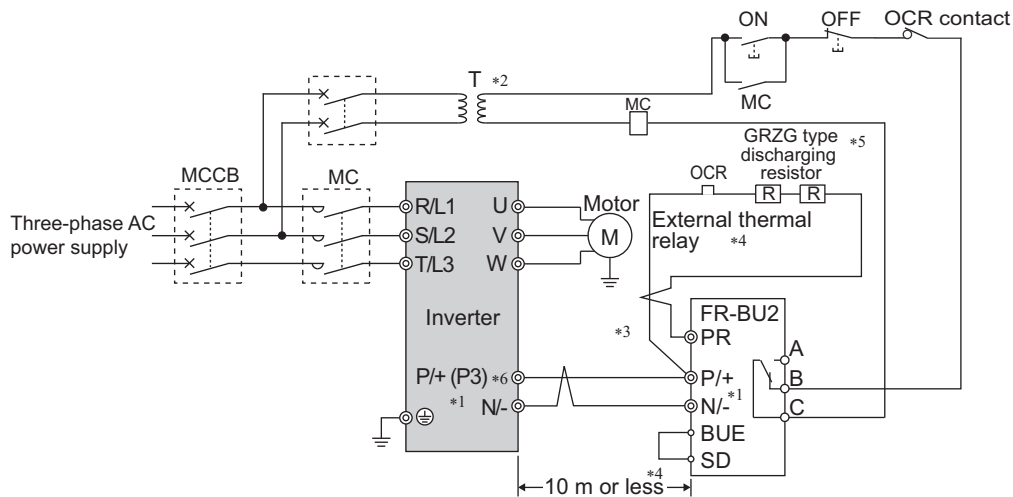 ON
OFF
OCR contact
T *2
MC
MC
GRZG type
discharging
resistor
*5
MCCB
MC
OCR
R
R
Three-phase AC
power supply
R/L1
S/L2
T/L3
U
V
W
Motor
M
External thermal
relay *4
Inverter
*3
FR-BU2
PR
A
P/+ (P3) *6
P/+
B
*1
N/-
N/-
*1
C
BUE
SD
10 m or less *4